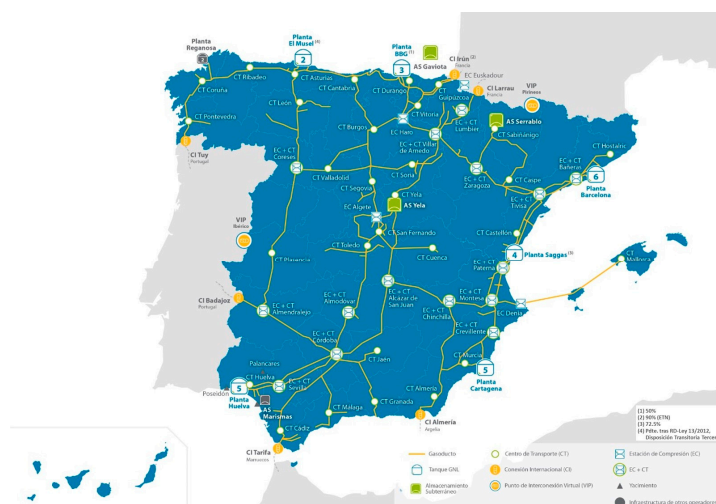 Planta
Reganosa
2
Planta
El Musel (4)
2
Planta
BBG (1)
3
AS Gaviota
CI Irún (2)
Francia
EC Euskadour
CI Larrau
Francia
VIP
Pirineos
CT Ribadeo
CT Asturias
CT Cantabria
CT Durango
CT Guipúzcoa
CT Coruña
CT León
CT Vitoria
EC + CT
Lumbier
AS Serrablo
CT Sabiñánigo
CT Pontevedra
CT Burgos
EC Haro
EC + CT Villar
de Arnedo
CT Hostalric
EC + CT
Bañeras
CI Tuy
Portugal
EC + CT
Coreses
CT Valladolid
CT Soria
EC + CT
Zaragoza
CT Caspe
6
Planta
Barcelona
CT Segovia
CT Yela
EC + CT
Tivisa
EC Algete
AS Yela
VIP
Ibérico
CT San Fernando
CT Castellón
CT Toledo
CT Cuenca
4
Planta Saggas (3)
CT
Mallorca
CT Plasencia
EC + CT
Paterna
CI Badajoz
Portugal
EC + CT
Almendralejo
EC + CT
Almodóvar
EC + CT
Alcázar de
San Juan
EC + CT
Chinchilla
EC + CT
Montesa
EC Denia
EC + CT
Crevillente
EC + CT
Córdoba
CT Jaén
CT Murcia
5
Planta
Cartagena
Palancares
CT Huelva
Poseidón
5
Planta
Huelva
EC + CT
Sevilla
AS
Marismas
CT Málaga
CT Granada
CT Almería
CT Cádiz
CI Almería
Argelia
CI Tarifa
Marruecos
(1) 50%
(2) 90% (ETN)
(3) 72.5%
(4) Pdte. tras RD-Ley 13/2012,
Disposición Transitoria Tercer
Gasoducto
Centro de Transporte (CT)
Estación de Compresión (EC)
Tanque GNL
Conexión Internacional (CI)
EC + CT
Almacenamiento
Subterráneo
Punto de Interconexión Virtual (VIP)
Yacimiento
Infraestructura de otros operadores